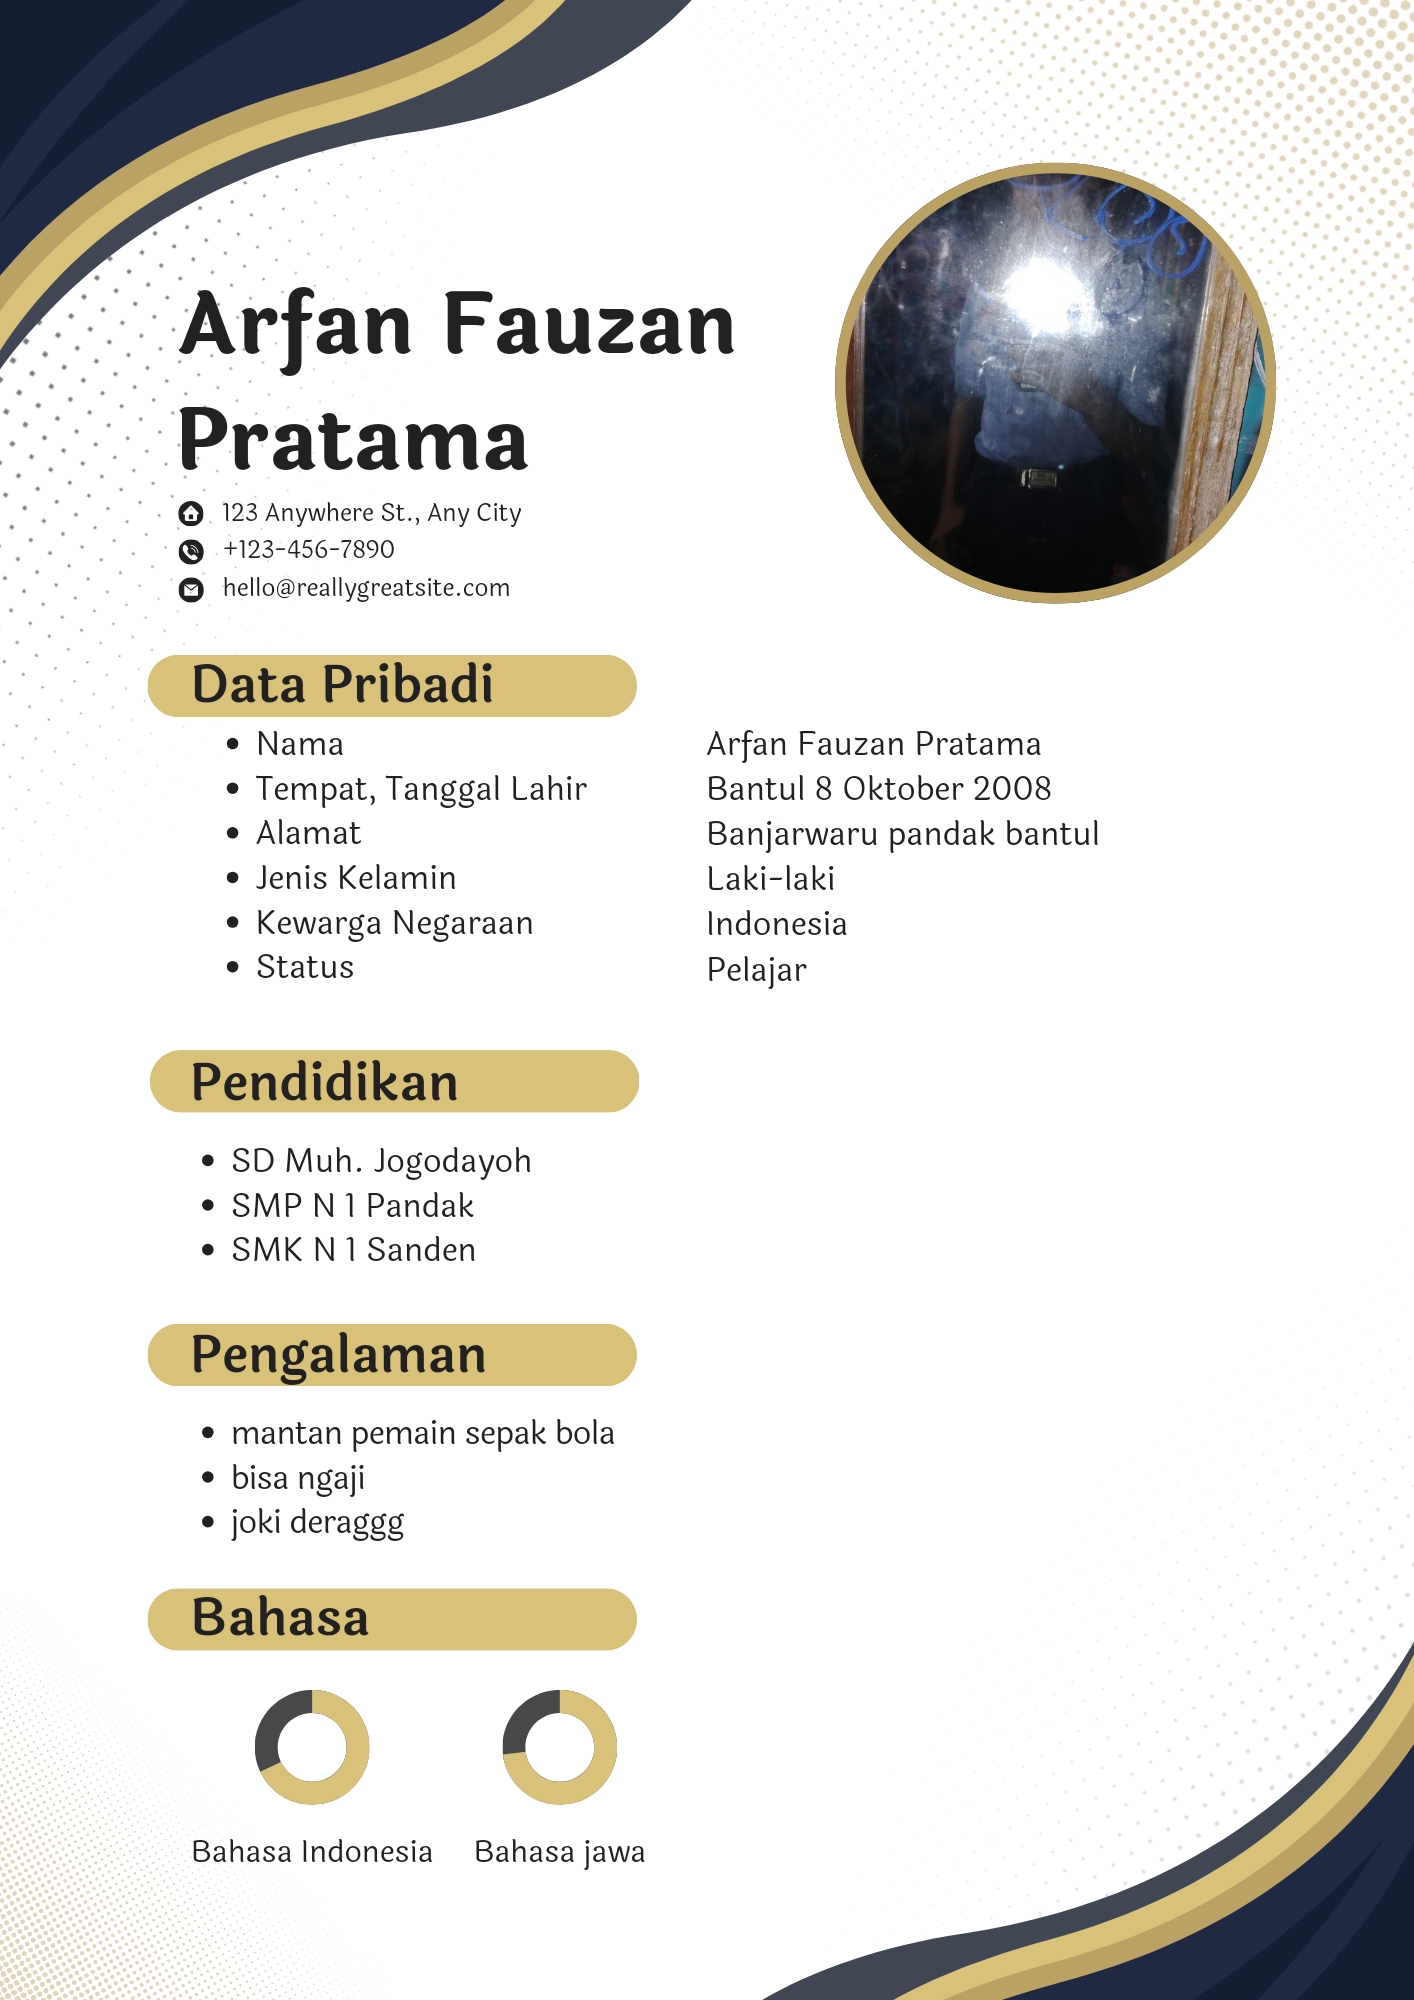 Arfan Fauzan
Pratama
123 Anywhere St., Any City
+123-456-7890
hello@reallygreatsite.com
Data Pribadi
Nama
Arfan Fauzan Pratama
Tempat, Tanggal Lahir
Bantul 8 Oktober 2008
Alamat
Banjarwaru pandak bantul
Jenis Kelamin
Laki-laki
Kewarga Negaraan
Indonesia
Status
Pelajar
Pendidikan
SD Muh. Jogodayoh
SMP N 1 Pandak
SMK N 1 Sanden
Pengalaman
mantan pemain sepak bola
bisa ngaji
joki deraggg
Bahasa
Bahasa Indonesia
Bahasa jawa